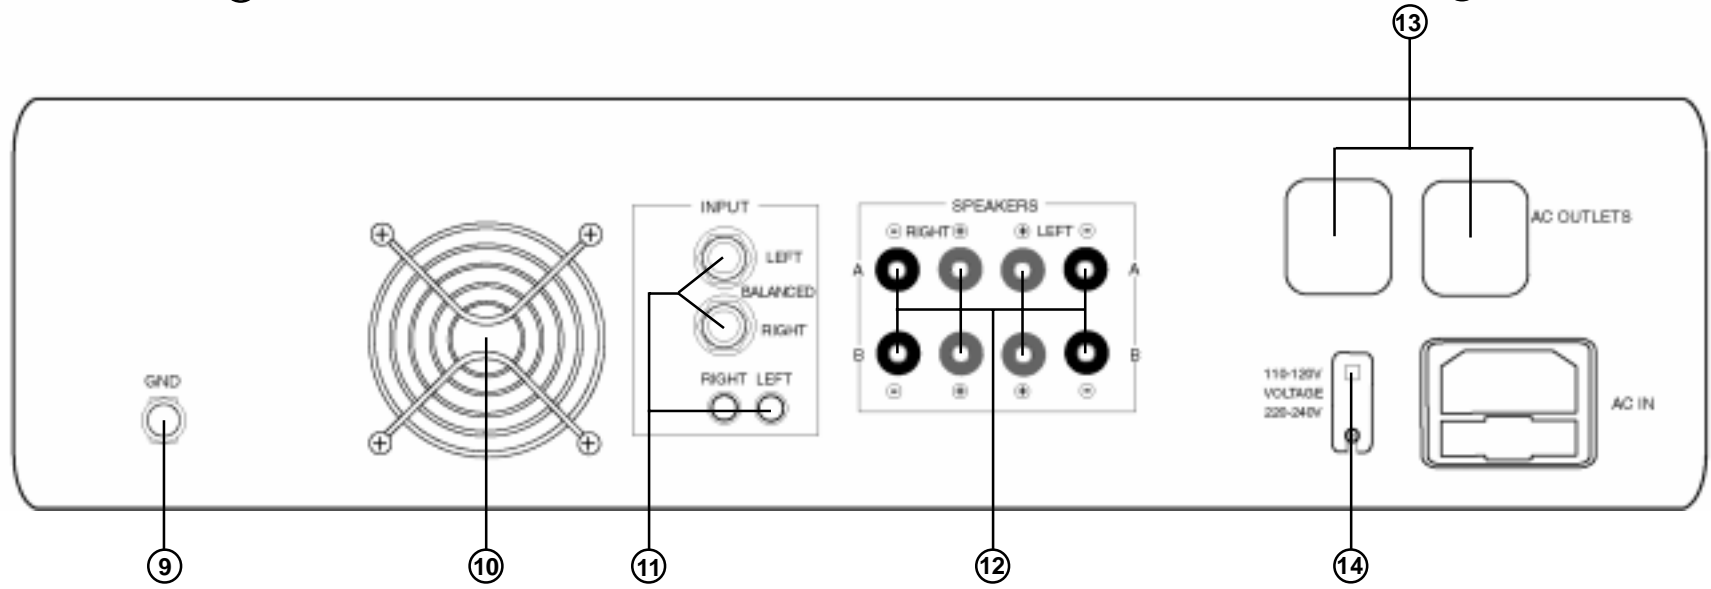 13
INPUT
LEFT
BALANCED
RIGHT
RIGHT LEFT
SPEAKERS
⊖ RIGHT ⊕ ⊕ LEFT ⊖
A A
B B
⊖ ⊕ ⊕ ⊖
AC OUTLETS
GND
110-120V
VOLTAGE
220-240V
AC IN
9 10 11 12 14